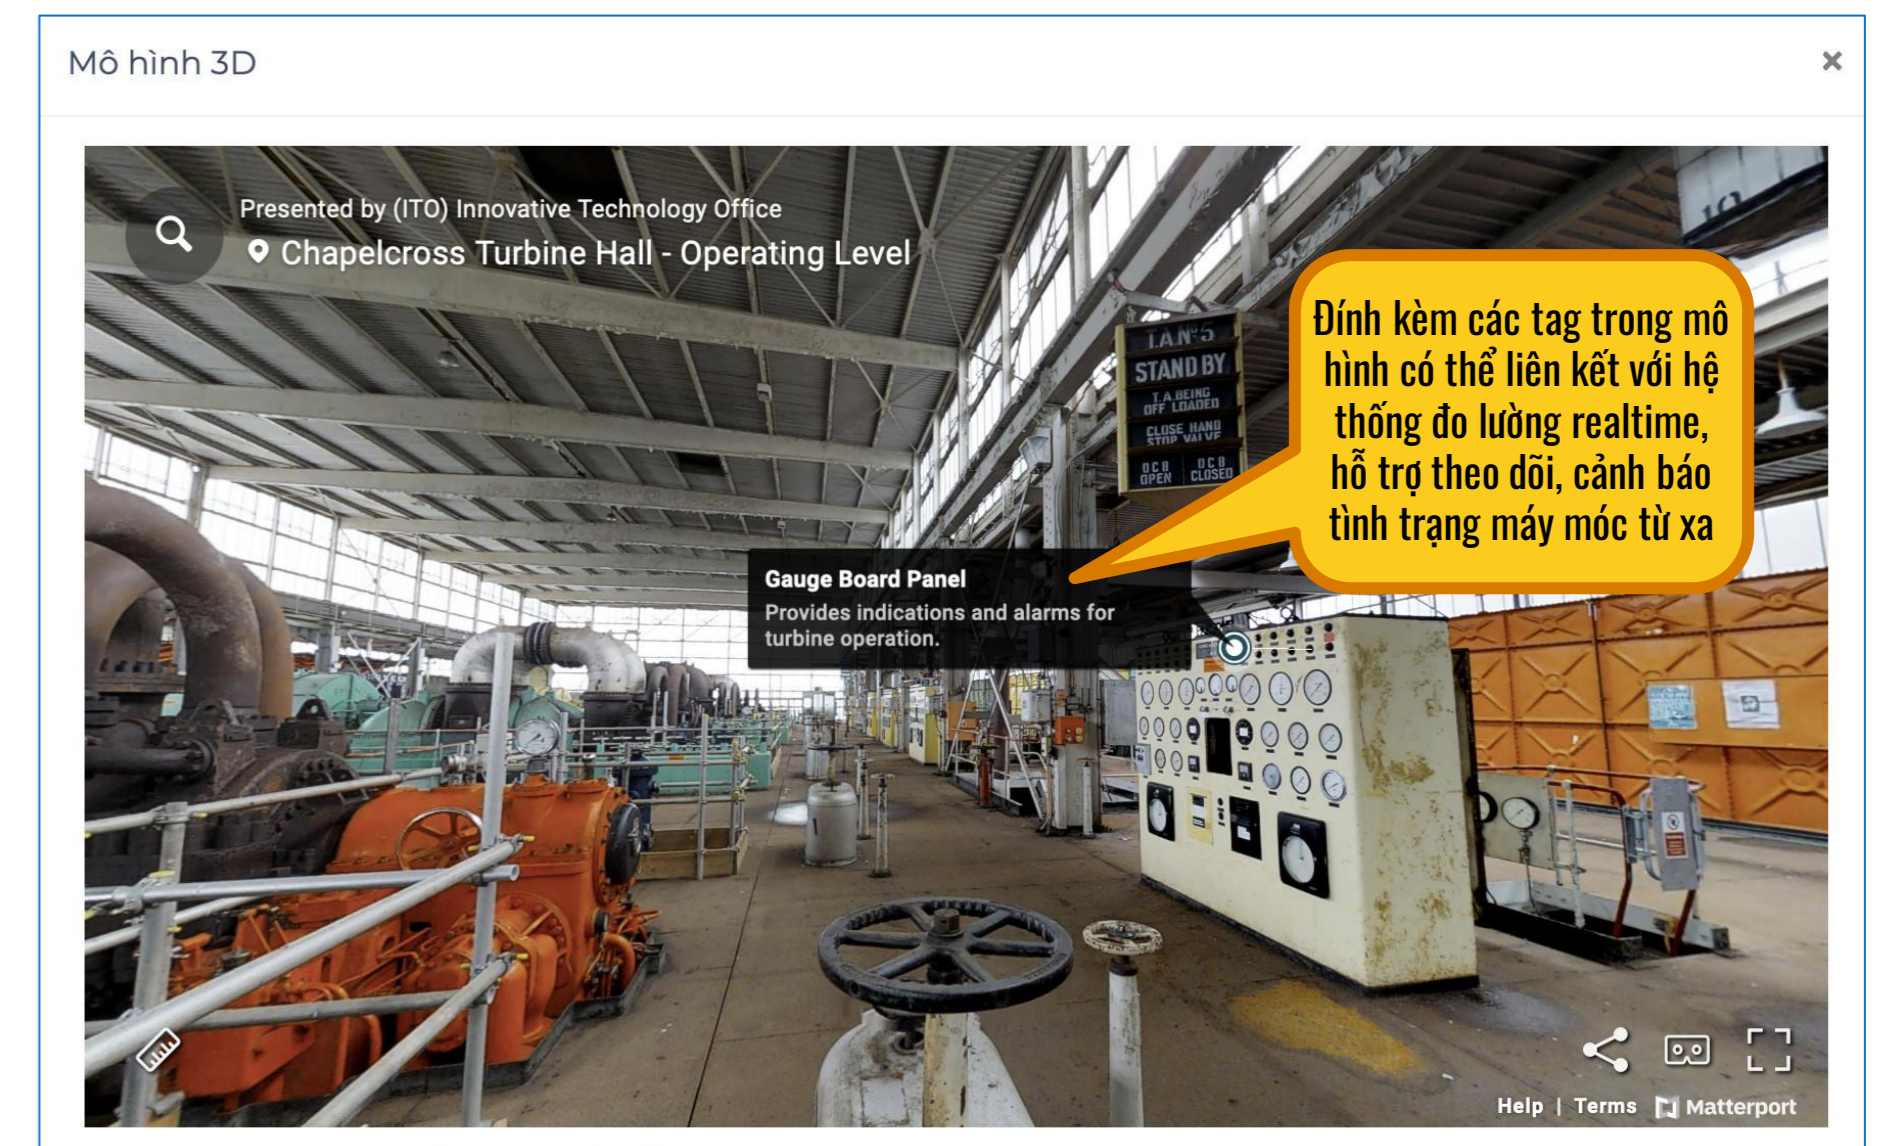 Mô hình 3D
Presented by (ITO) Innovative Technology Office
Chapelcross Turbine Hall - Operating Level
T.A.Nº5
STAND BY
T.A.BEING
OFF LOADED
CLOSE HAND
STOP VALVE
OCB OCB
OPEN CLOSED
Đính kèm các tag trong mô
hình có thể liên kết với hệ
thống đo lường realtime,
hỗ trợ theo dõi, cảnh báo
tình trạng máy móc từ xa
Gauge Board Panel
Provides indications and alarms for
turbine operation.
Help | Terms Matterport